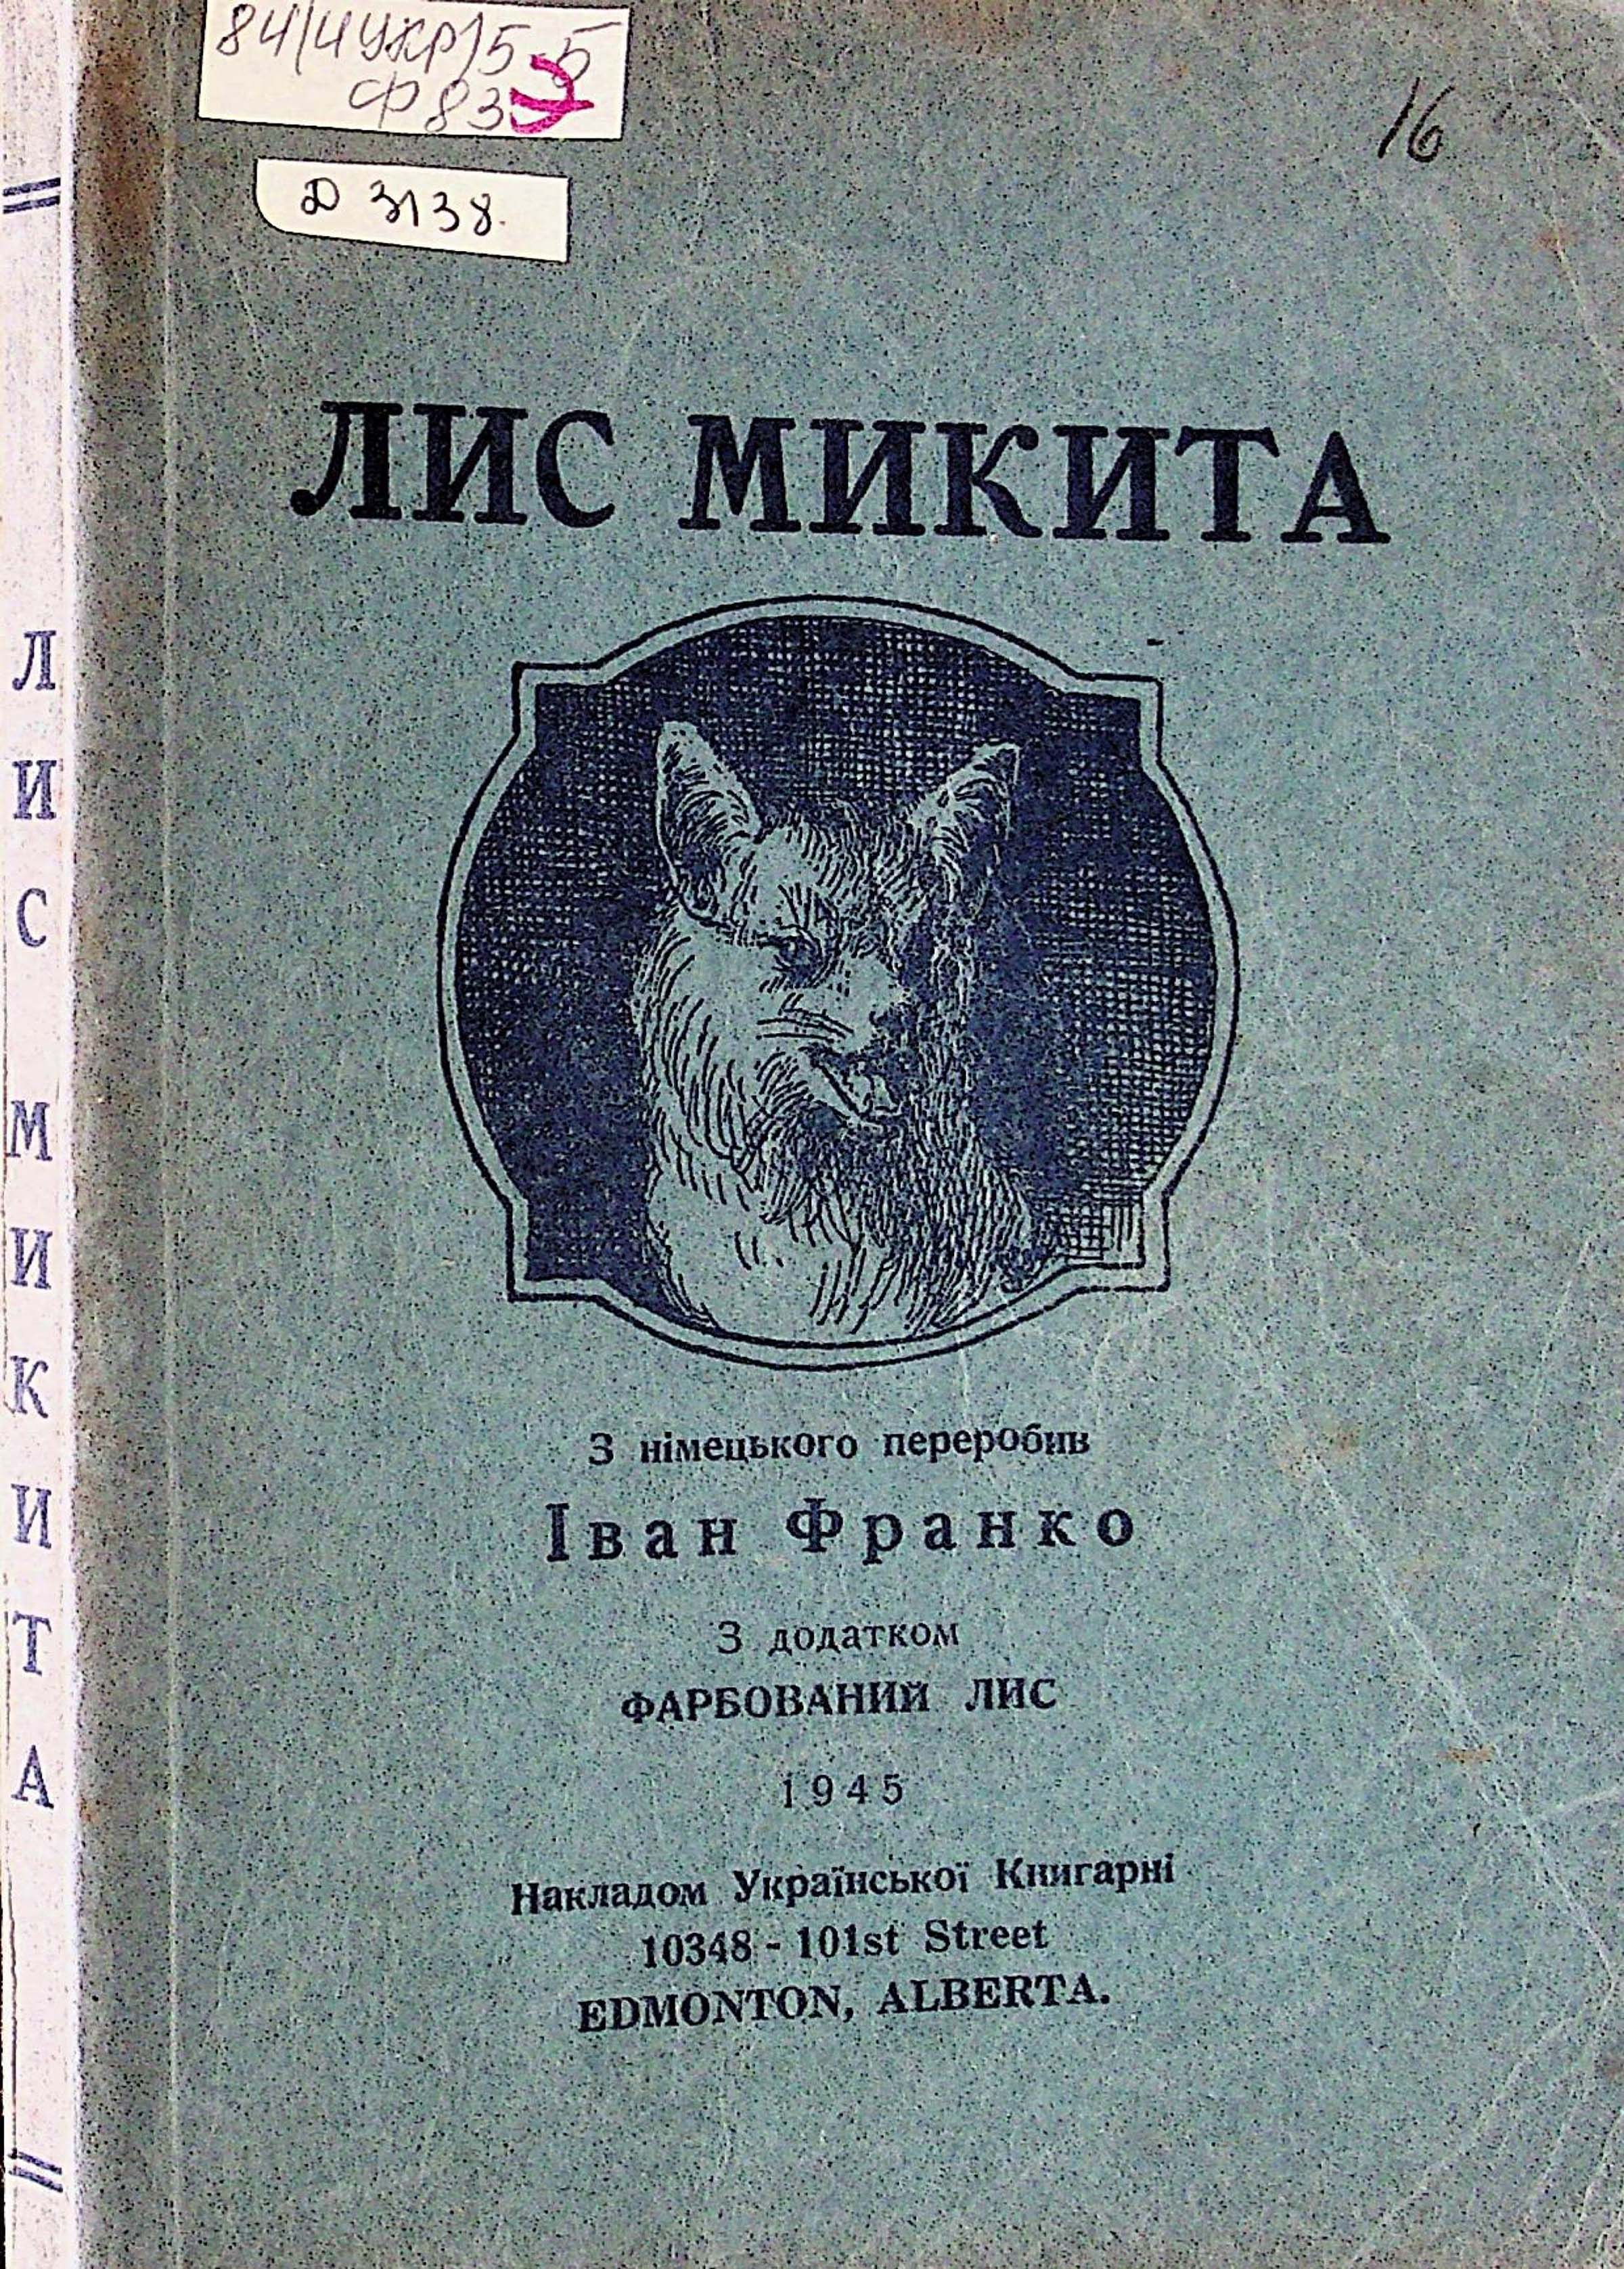 84(4УКР)5-5
Ф83
Д 3138.
16
ЛИС МИКИТА
З німецького переробив
Іван Франко
З додатком
ФАРБОВАНИЙ ЛИС
1945
Накладом Української Книгарні
10348 - 101st Street
EDMONTON, ALBERTA.
ЛИС МИКИТА